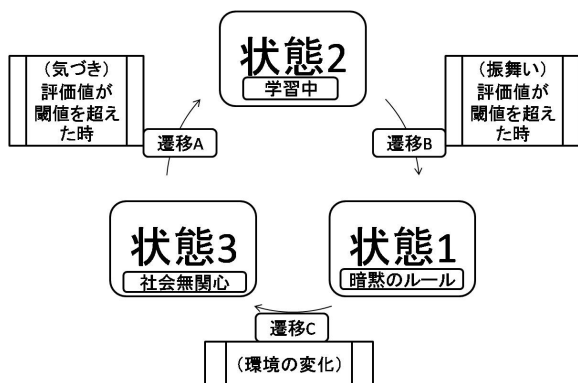 状態2
学習中
（気づき）
評価値が
閾値を超え
た時
遷移A
（振舞い）
評価値が
閾値を超え
た時
遷移B
状態3
社会無関心
状態1
暗黙のルール
遷移C
（環境の変化）